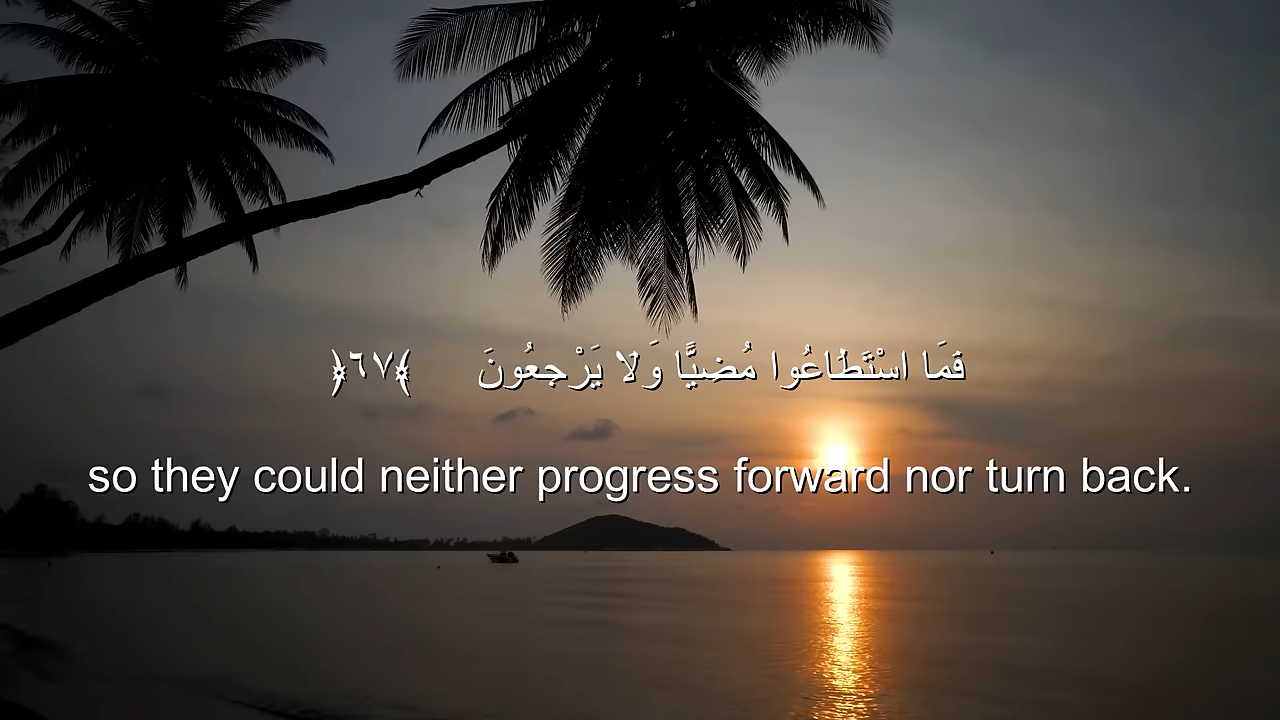 فَمَا اسْتَطَاعُوا مُضِيًّا وَلَا يَرْجِعُونَ ﴿٦٧﴾
so they could neither progress forward nor turn back.